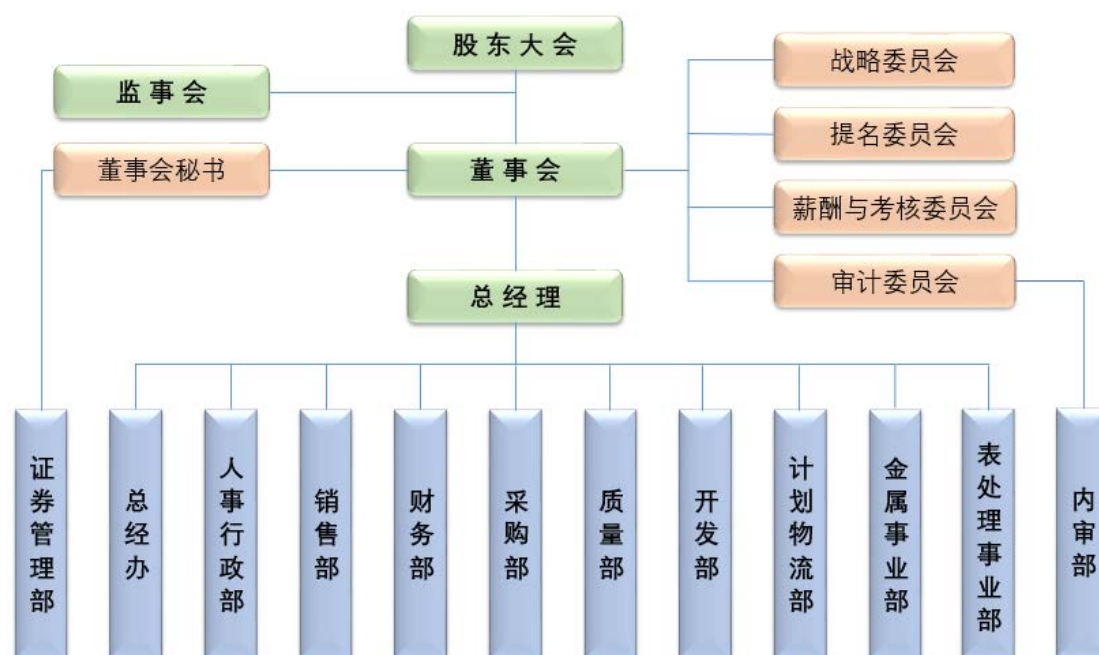 股东大会
监事会
战略委员会
提名委员会
董事会秘书
董事会
薪酬与考核委员会
总经理
审计委员会
证券管理部
总经办
人事行政部
销售部
财务部
采购部
质量部
开发部
计划物流部
金属事业部
表处理事业部
内审部